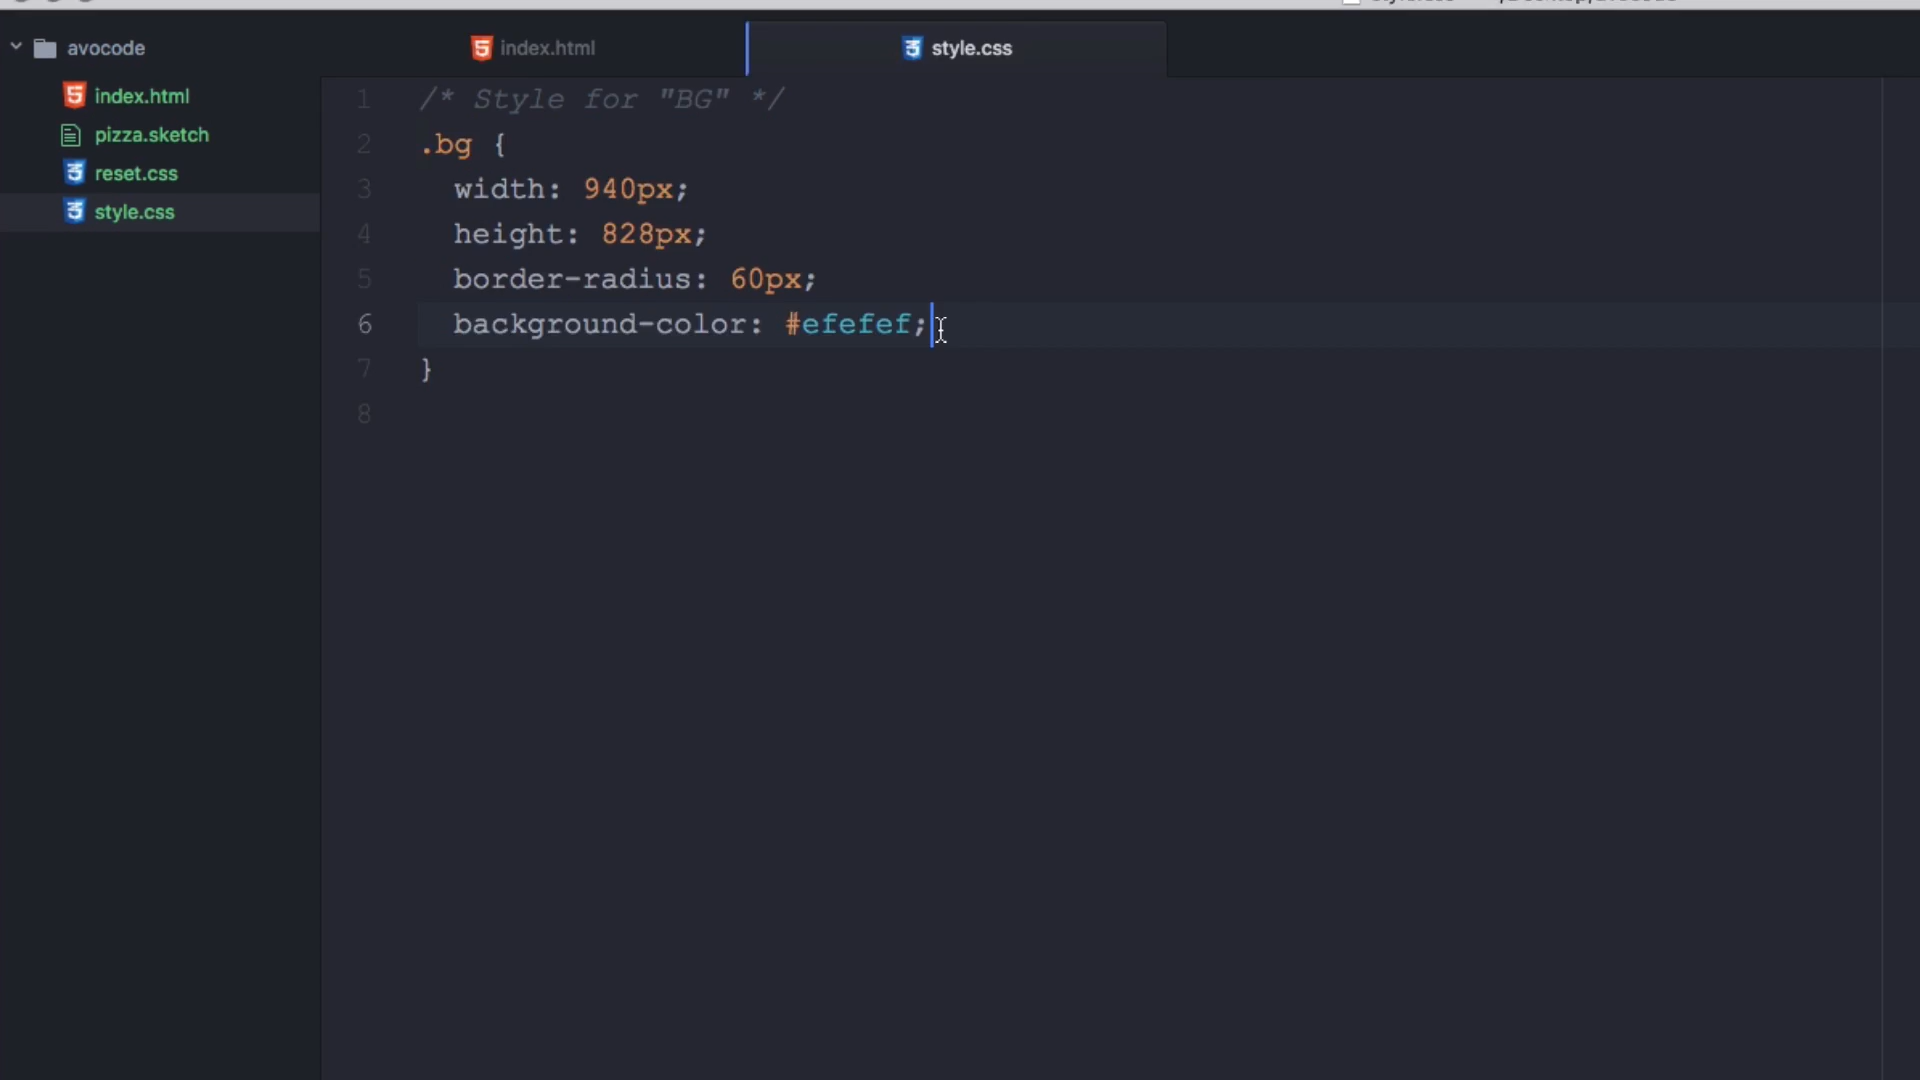 avocode
index.html
style.css
index.html
pizza.sketch
reset.css
style.css
1 /* Style for "BG" */
2 .bg {
3 width: 940px;
4 height: 828px;
5 border-radius: 60px;
6 background-color: #efefef;
7 }
8